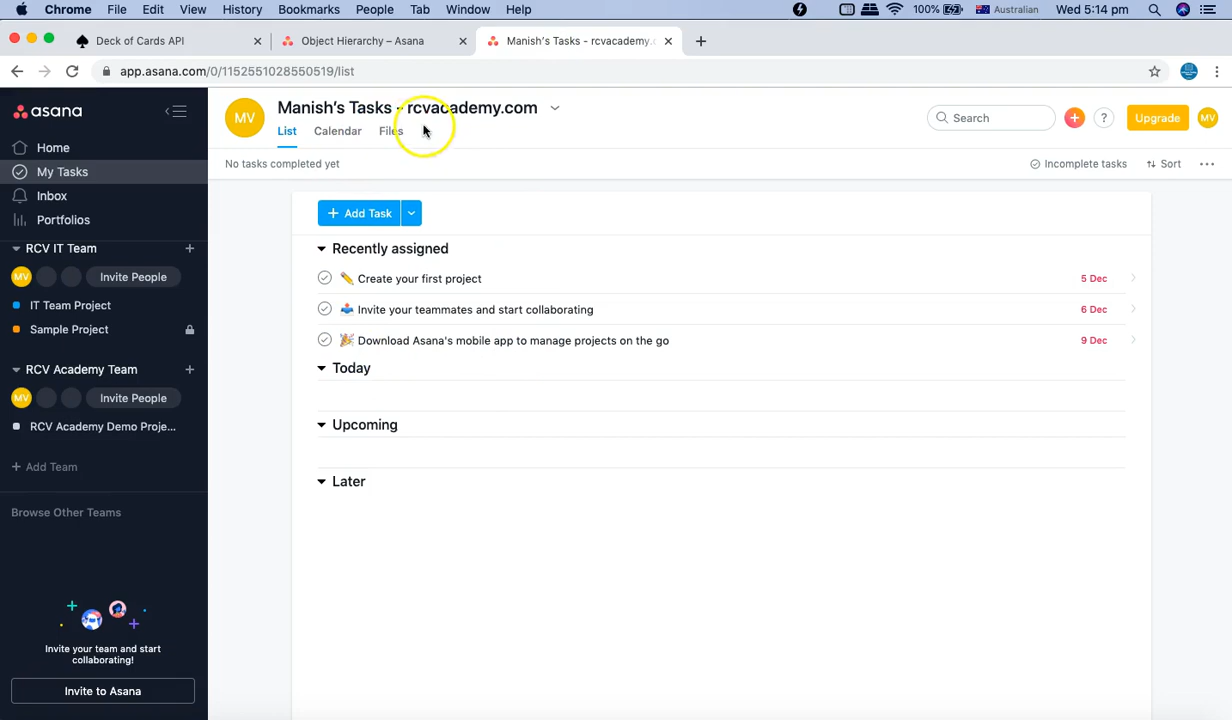 Chrome File Edit View History Bookmarks People Tab Window Help 100% Australian Wed 5:14 pm
Deck of Cards API Object Hierarchy – Asana Manish's Tasks - rcvacademy.c
app.asana.com/0/1152551028550519/list
asana
MV Manish's Tasks - rcvacademy.com
Search ? Upgrade MV
List Calendar Files
Home
No tasks completed yet Incomplete tasks Sort
My Tasks
Inbox
Portfolios
Add Task
RCV IT Team
Recently assigned
MV Invite People
Create your first project 5 Dec
IT Team Project
Invite your teammates and start collaborating 6 Dec
Sample Project
Download Asana's mobile app to manage projects on the go 9 Dec
RCV Academy Team
Today
MV Invite People
RCV Academy Demo Proje...
Upcoming
Add Team
Later
Browse Other Teams
Invite your team and start
collaborating!
Invite to Asana